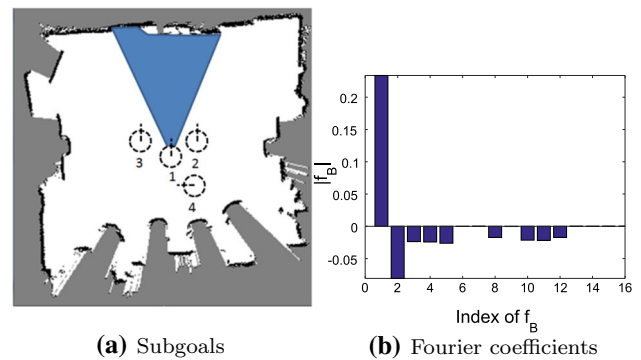 3
2
1
4
0.2
0.15
0.1
0.05
0
-0.05
|f_B|
0 2 4 6 8 10 12 14 16
Index of f_B
(a) Subgoals
(b) Fourier coefficients